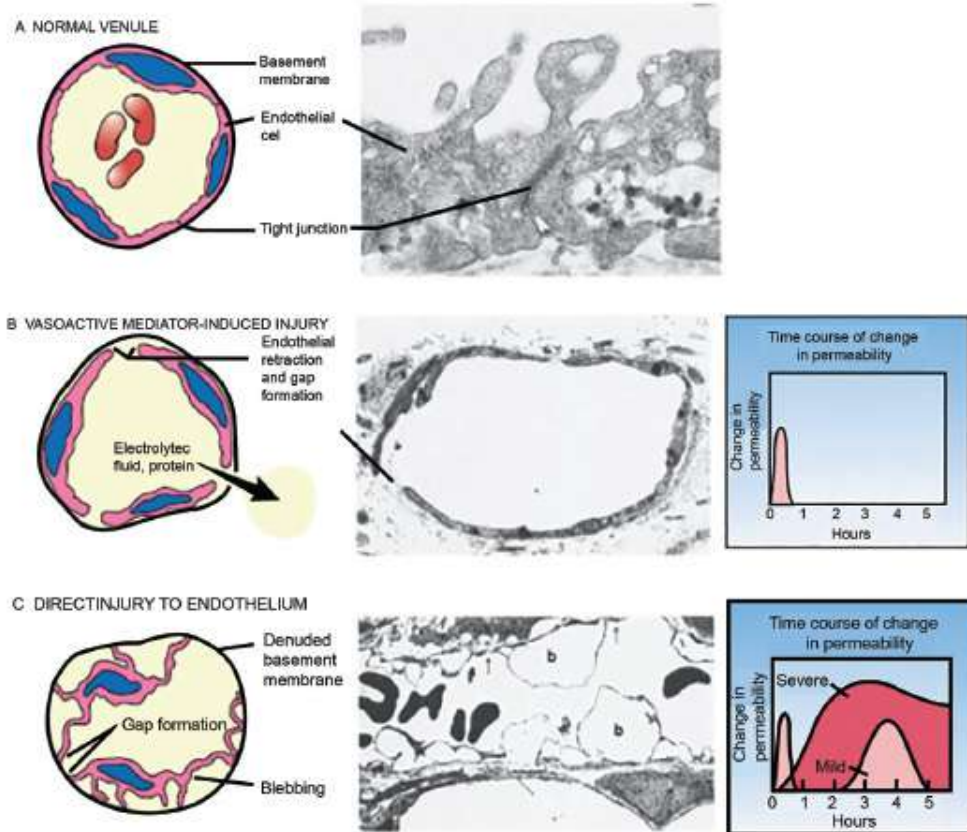 A NORMAL VENULE
Basement
membrane
Endothelial
cel
Tight junction
B VASOACTIVE MEDIATOR-INDUCED INJURY
Endothelial
retraction
and gap
formation
Electrolytec
fluid, protein
Time course of change
in permeability
Change in
permeability
0 1 2 3 4 5
Hours
C DIRECTINJURY TO ENDOTHELIUM
Denuded
basement
membrane
Gap formation
Blebbing
b
b
Time course of change
in permeability
Severe
Mild
Change in
permeability
0 1 2 3 4 5
Hours